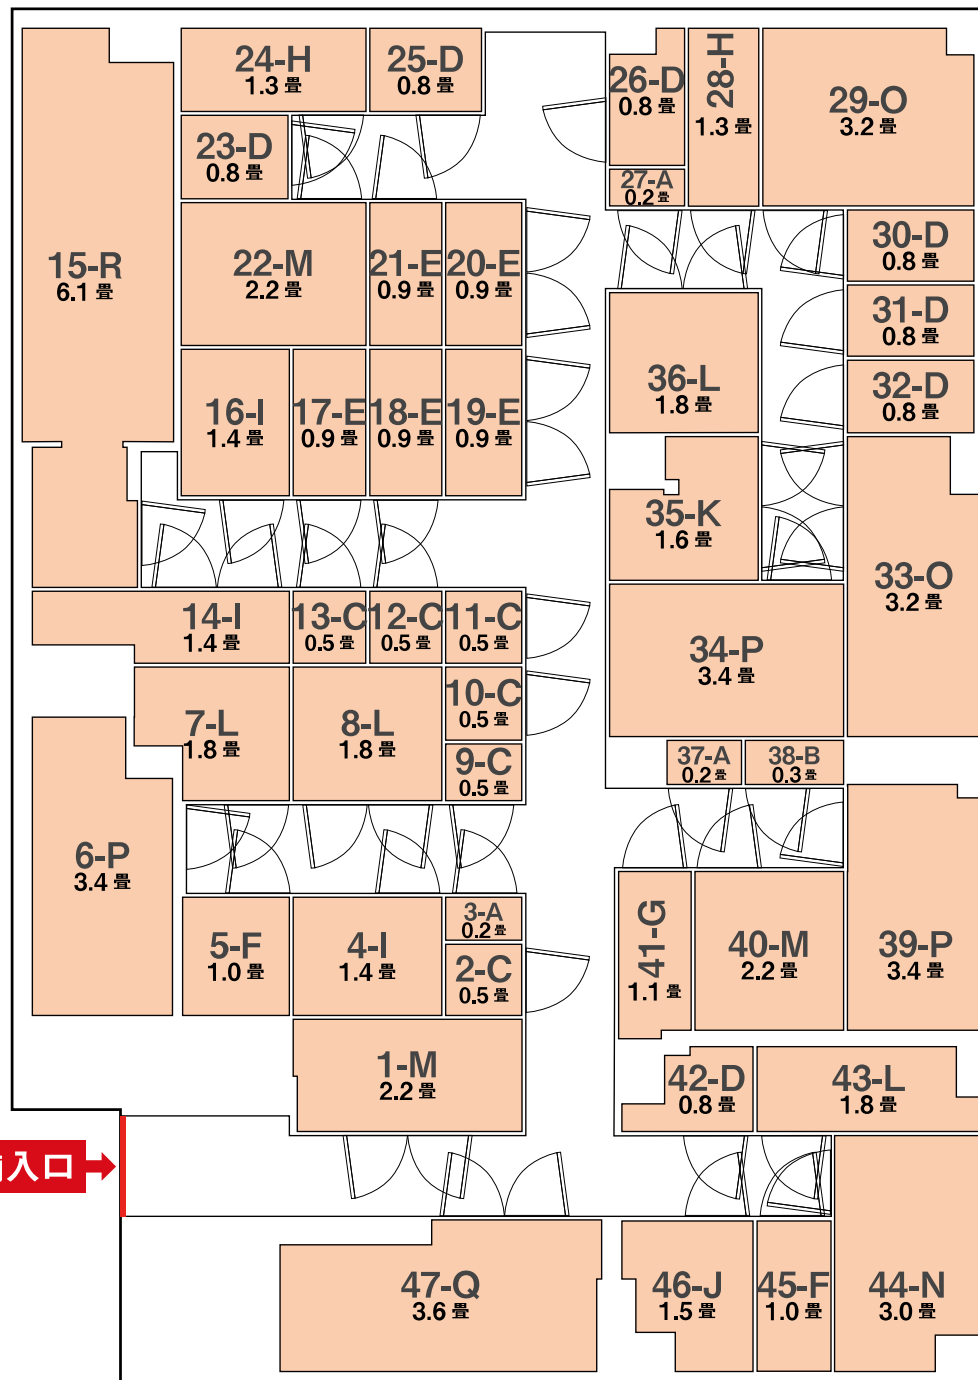 24-H
1.3 畳
25-D
0.8 畳
26-D
0.8 畳
28-H
1.3 畳
29-O
3.2 畳
23-D
0.8 畳
27-A
0.2 畳
15-R
6.1 畳
22-M
2.2 畳
21-E
0.9 畳
20-E
0.9 畳
30-D
0.8 畳
31-D
0.8 畳
32-D
0.8 畳
36-L
1.8 畳
16-I
1.4 畳
17-E
0.9 畳
18-E
0.9 畳
19-E
0.9 畳
35-K
1.6 畳
33-O
3.2 畳
14-I
1.4 畳
13-C
0.5 畳
12-C
0.5 畳
11-C
0.5 畳
34-P
3.4 畳
7-L
1.8 畳
8-L
1.8 畳
10-C
0.5 畳
9-C
0.5 畳
37-A
0.2 畳
38-B
0.3 畳
6-P
3.4 畳
5-F
1.0 畳
4-I
1.4 畳
3-A
0.2 畳
2-C
0.5 畳
41-G
1.1 畳
40-M
2.2 畳
39-P
3.4 畳
1-M
2.2 畳
42-D
0.8 畳
43-L
1.8 畳
入口
47-Q
3.6 畳
46-J
1.5 畳
45-F
1.0 畳
44-N
3.0 畳